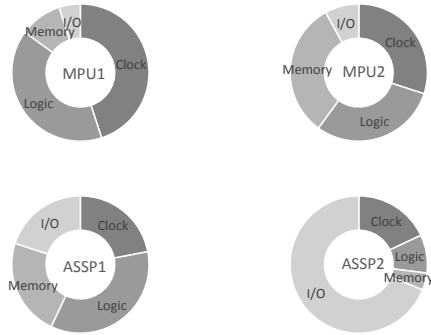 I/O
Memory
Clock
MPU1
Logic
I/O
Clock
Memory
MPU2
Logic
I/O
Clock
ASSP1
Memory
Logic
Clock
Logic
ASSP2
Memory
I/O